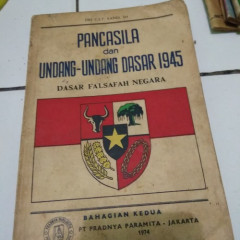 PANCASILA
dan
UNDANG-UNDANG DASAR 1945
DASAR FALSAFAH NEGARA
BAHAGIAN KEDUA
PT PRADNYA PARAMITA - JAKARTA
1974